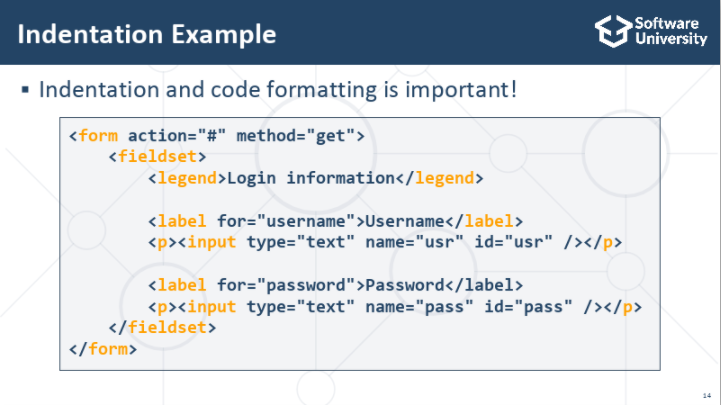 Indentation Example
Software
University
▪ Indentation and code formatting is important!
<form action="#" method="get">
    <fieldset>
        <legend>Login information</legend>

        <label for="username">Username</label>
        <p><input type="text" name="usr" id="usr" /></p>

        <label for="password">Password</label>
        <p><input type="text" name="pass" id="pass" /></p>
    </fieldset>
</form>
14